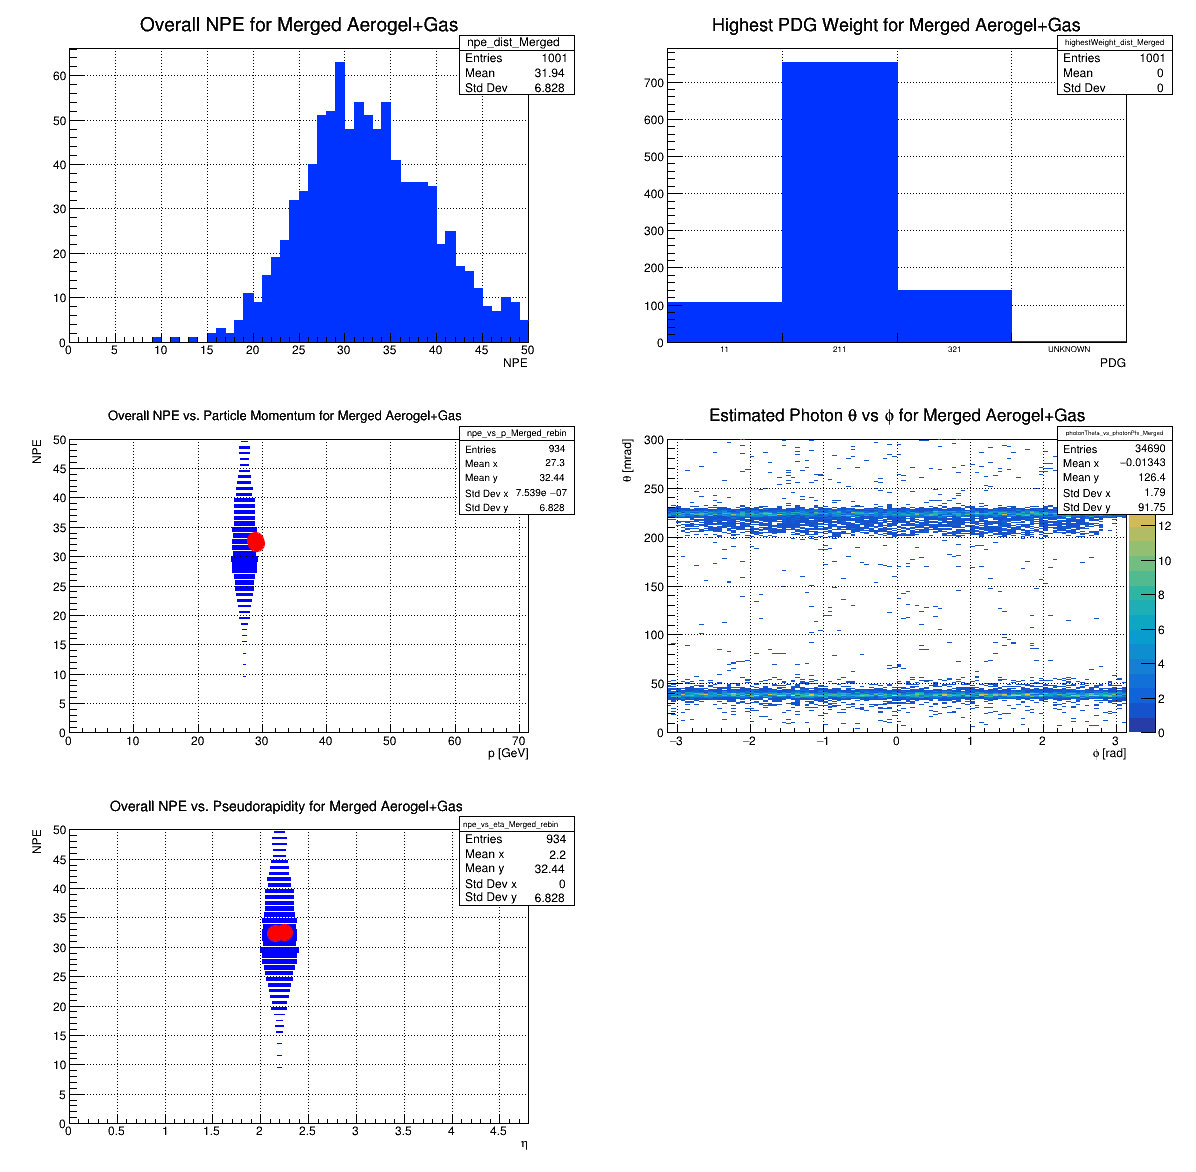 Overall NPE for Merged Aerogel+Gas
npe_dist_Merged
Entries 1001
Mean 31.94
Std Dev 6.828
60
50
40
30
20
10
0
0 5 10 15 20 25 30 35 40 45 50
NPE
Highest PDG Weight for Merged Aerogel+Gas
highestWeight_dist_Merged
Entries 1001
Mean 0
Std Dev 0
700
600
500
400
300
200
100
0
11 211 321 UNKNOWN
PDG
Overall NPE vs. Particle Momentum for Merged Aerogel+Gas
npe_vs_p_Merged_rebin
Entries 934
Mean x 27.3
Mean y 32.44
Std Dev x 7.539e −07
Std Dev y 6.828
NPE
50
45
40
35
30
25
20
15
10
5
0
0 10 20 30 40 50 60 70
p [GeV]
Estimated Photon θ vs ϕ for Merged Aerogel+Gas
photonTheta_vs_photonPhi_Merged
Entries 34690
Mean x −0.01343
Mean y 126.4
Std Dev x 1.79
Std Dev y 91.75
θ [mrad]
300
250
200
150
100
50
0
−3 −2 −1 0 1 2 3
ϕ [rad]
12
10
8
6
4
2
0
Overall NPE vs. Pseudorapidity for Merged Aerogel+Gas
npe_vs_eta_Merged_rebin
Entries 934
Mean x 2.2
Mean y 32.44
Std Dev x 0
Std Dev y 6.828
NPE
50
45
40
35
30
25
20
15
10
5
0
0 0.5 1 1.5 2 2.5 3 3.5 4 4.5
η